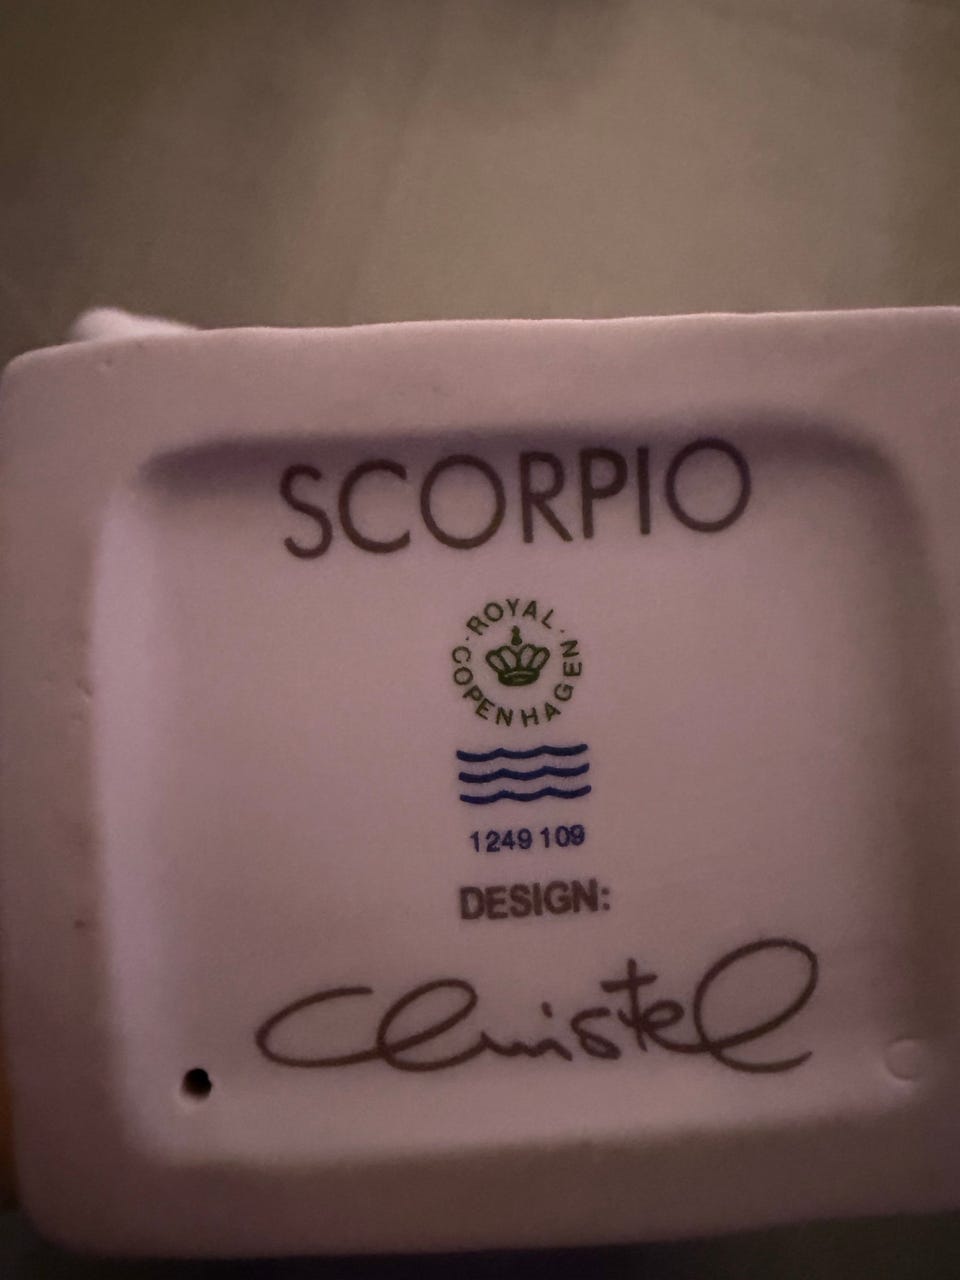 SCORPIO
ROYAL
COPENHAGEN
1249 109
DESIGN:
Christel